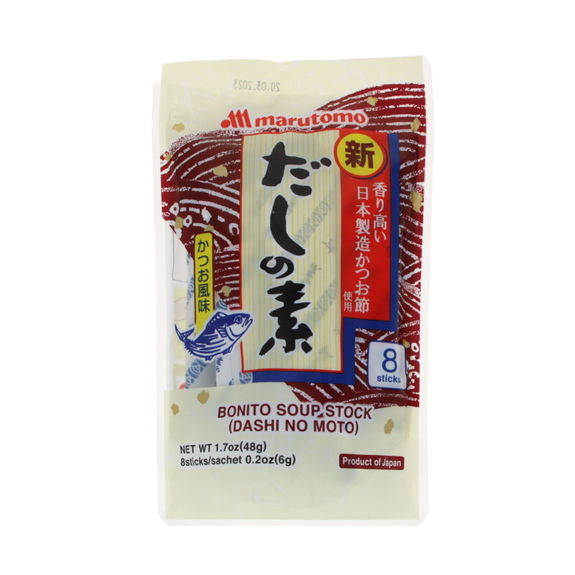 20.03.2023
marutomo
新
香り高い
日本製造かつお節
使用
だしの素
かつお風味
8
sticks
BONITO SOUP STOCK
(DASHI NO MOTO)
NET WT 1.7oz(48g)
8sticks/sachet 0.2oz(6g)
Product of Japan